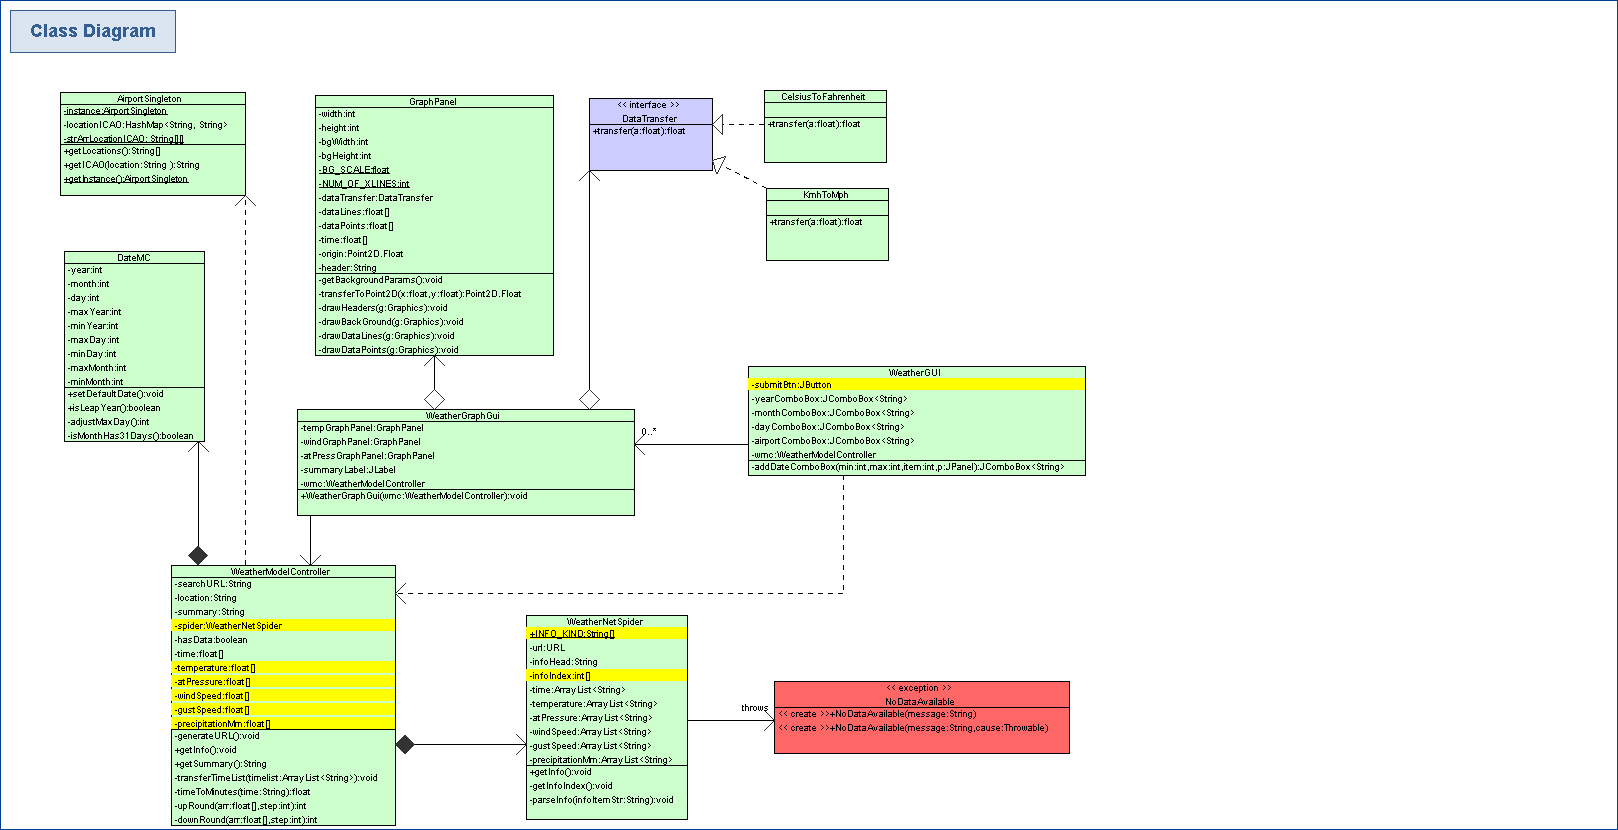 Class Diagram
AirportSingleton
-instance:AirportSingleton
-locationICAO:HashMap<String, String>
-strArrLocationICAO: String[][]
+getLocations():String[]
+getICAO(location:String ):String
+getInstance():AirportSingleton
GraphPanel
-width:int
-height:int
-bgWidth:int
-bgHeight:int
-BG_SCALE:float
-NUM_OF_XLINES:int
-dataTransfer:DataTransfer
-dataLines:float[]
-dataPoints:float[]
-time:float[]
-origin:Point2D.Float
-header:String
-getBackgroundParams():void
-transferToPoint2D(x:float,y:float):Point2D.Float
-drawHeaders(g:Graphics):void
-drawBackGround(g:Graphics):void
-drawDataLines(g:Graphics):void
-drawDataPoints(g:Graphics):void
<< interface >>
DataTransfer
+transfer(a:float):float
CelsiusToFahrenheit
+transfer(a:float):float
KmhToMph
+transfer(a:float):float
DateMC
-year:int
-month:int
-day:int
-maxYear:int
-minYear:int
-maxDay:int
-minDay:int
-maxMonth:int
-minMonth:int
+setDefaultDate():void
+isLeapYear():boolean
-adjustMaxDay():int
-isMonthHas31Days():boolean
WeatherGraphGui
-tempGraphPanel:GraphPanel
-windGraphPanel:GraphPanel
-atPressGraphPanel:GraphPanel
-summaryLabel:JLabel
-wmc:WeatherModelController
+WeatherGraphGui(wmc:WeatherModelController):void
0..*
WeatherGUI
-submitBtn:JButton
-yearComboBox:JComboBox<String>
-monthComboBox:JComboBox<String>
-dayComboBox:JComboBox<String>
-airportComboBox:JComboBox<String>
-wmc:WeatherModelController
-addDateComboBox(min:int,max:int,item:int,p:JPanel):JComboBox<String>
WeatherModelController
-searchURL:String
-location:String
-summary:String
-spider:WeatherNetSpider
-hasData:boolean
-time:float[]
-temperature:float[]
-atPressure:float[]
-windSpeed:float[]
-gustSpeed:float[]
-precipitationMm:float[]
-generateURL():void
+getInfo():void
+getSummary():String
-transferTimeList(timelist:ArrayList<String>):void
-timeToMinutes(time:String):float
-upRound(arr:float[],step:int):int
-downRound(arr:float[],step:int):int
WeatherNetSpider
+INFO_KIND:String[]
-url:URL
-infoHead:String
-infoIndex:int[]
-time:ArrayList<String>
-temperature:ArrayList<String>
-atPressure:ArrayList<String>
-windSpeed:ArrayList<String>
-gustSpeed:ArrayList<String>
-precipitationMm:ArrayList<String>
+getInfo():void
-getInfoIndex():void
-parseInfo(infoItemStr:String):void
throws
<< exception >>
NoDataAvailable
<< create >>+NoDataAvailable(message:String)
<< create >>+NoDataAvailable(message:String,cause:Throwable)